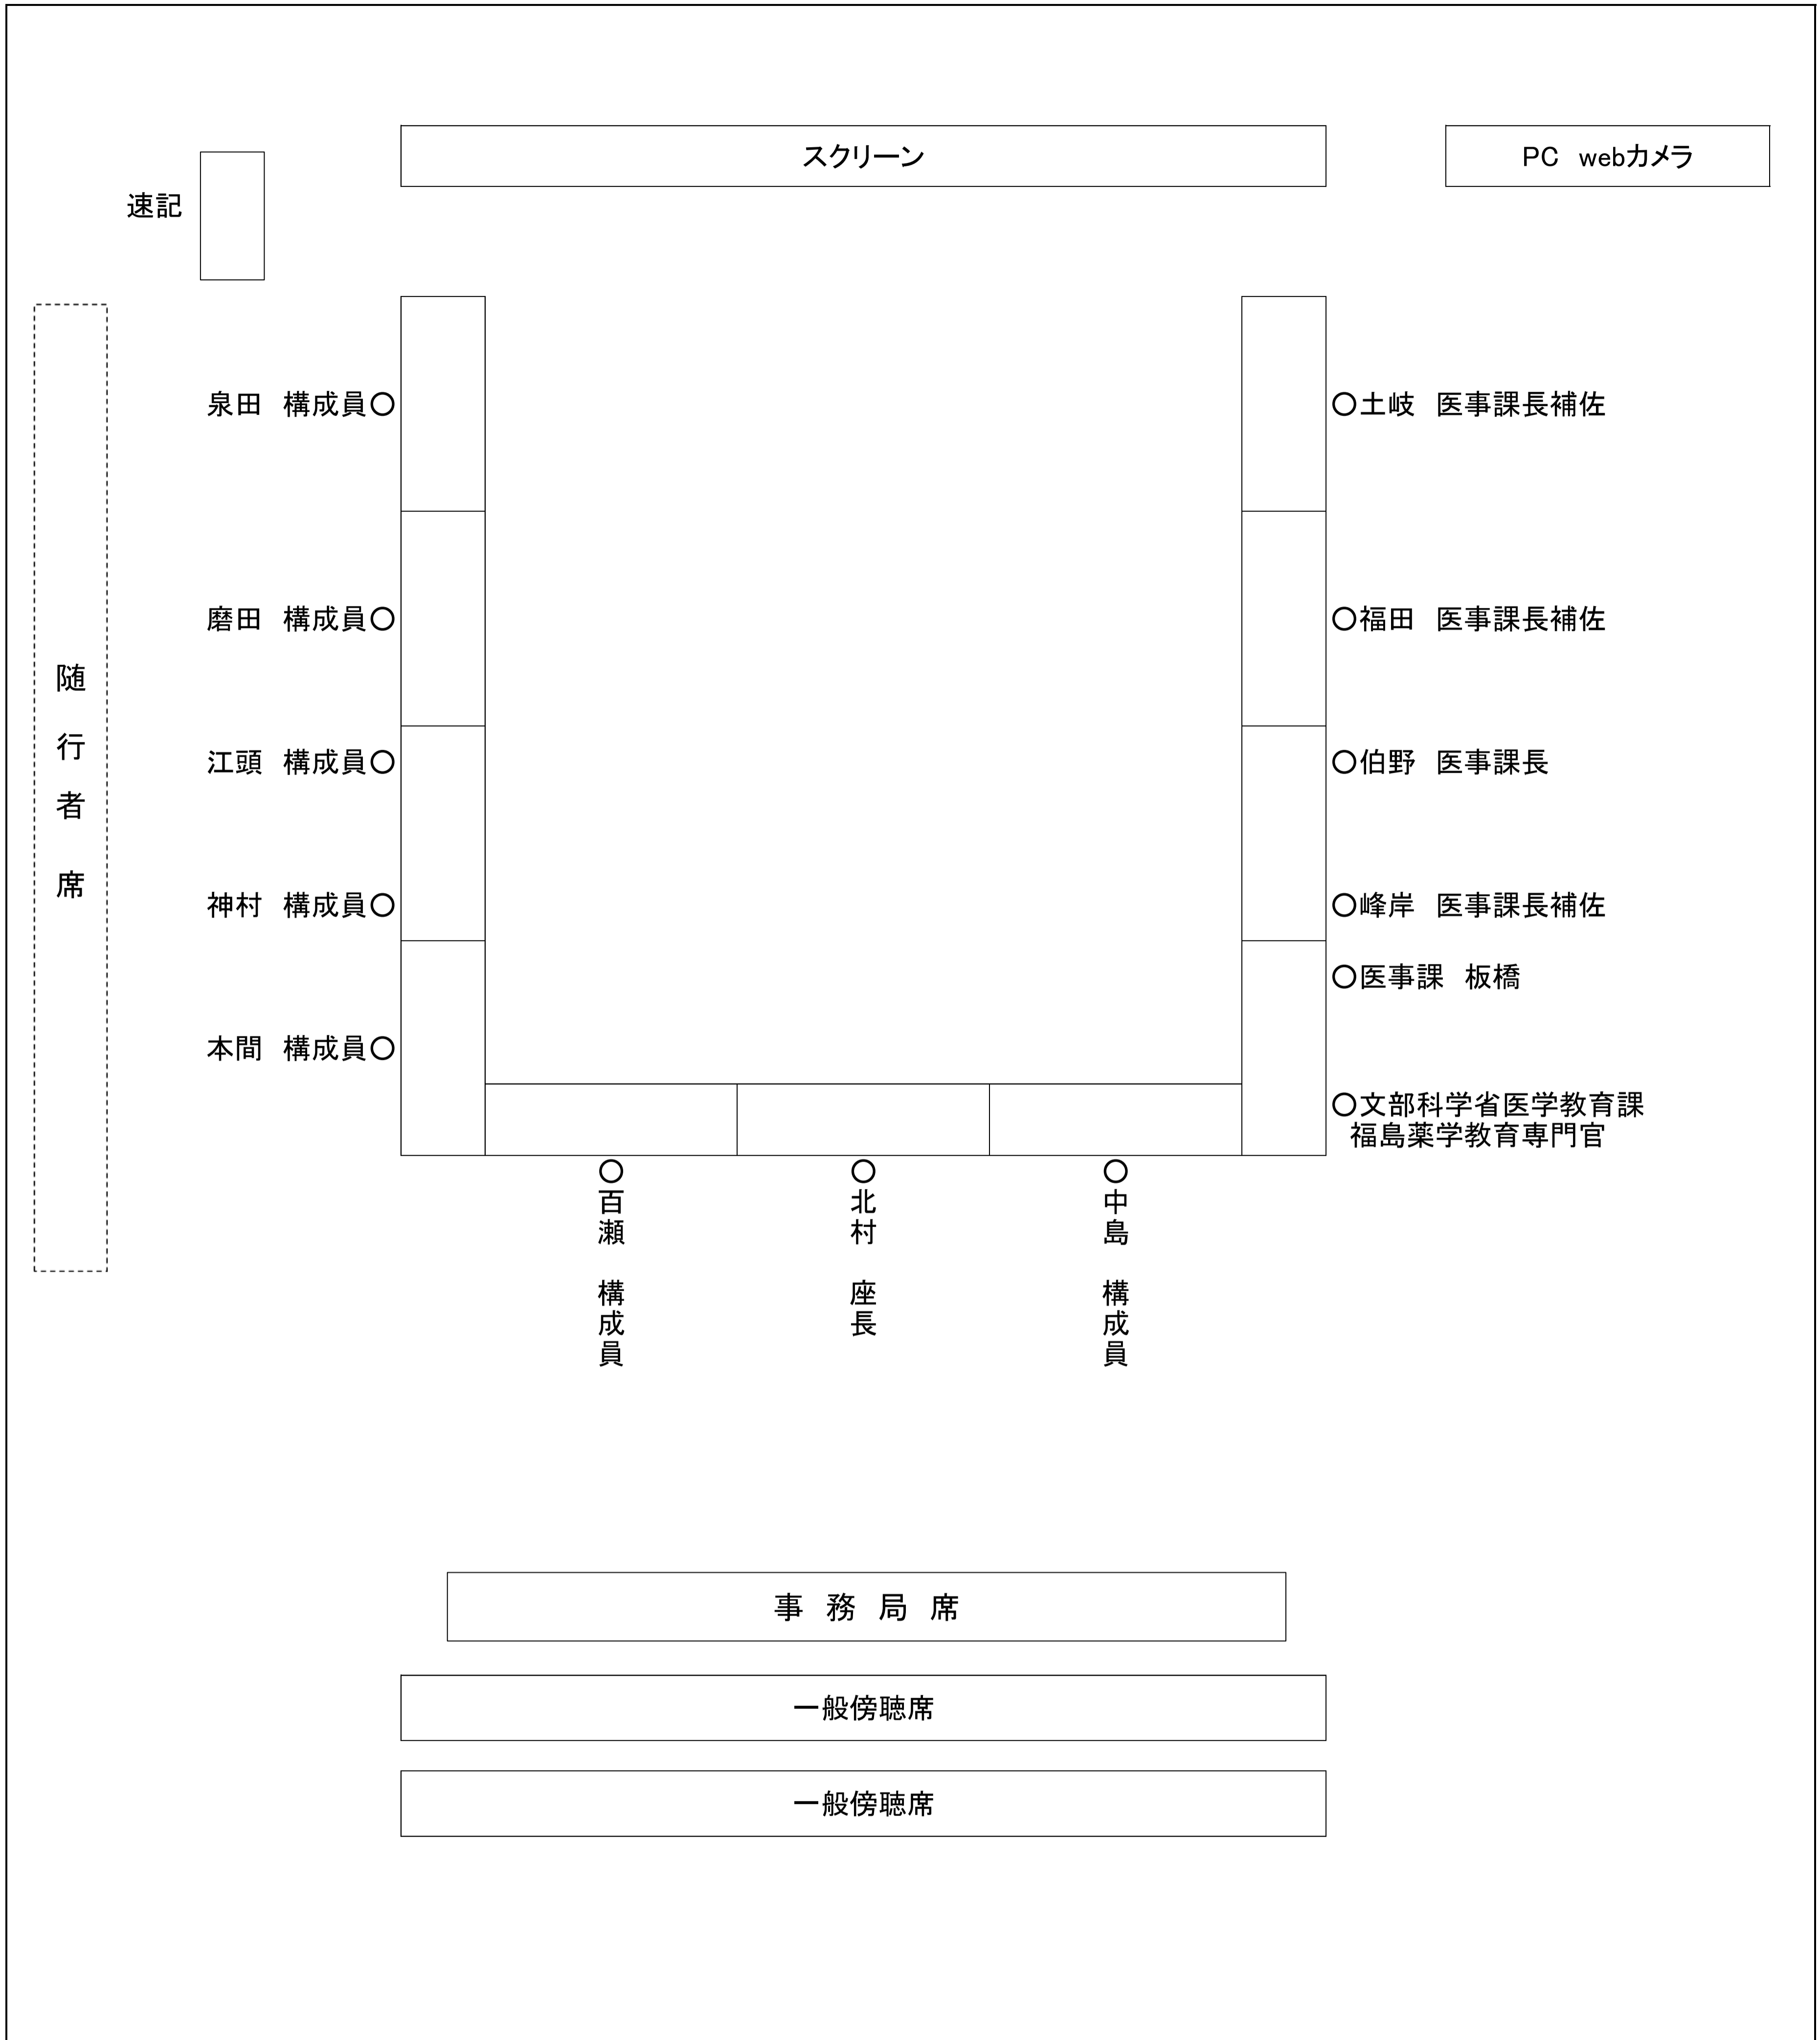 スクリーン
PC　webカメラ
速記
随行者席
泉田　構成員○
磨田　構成員○
江頭　構成員○
神村　構成員○
本間　構成員○
○土岐　医事課長補佐
○福田　医事課長補佐
○伯野　医事課長
○峰岸　医事課長補佐
○医事課　板橋
○文部科学省医学教育課
福島薬学教育専門官
○百瀬　構成員
○北村　座長
○中島　構成員
事　務　局　席
一般傍聴席
一般傍聴席